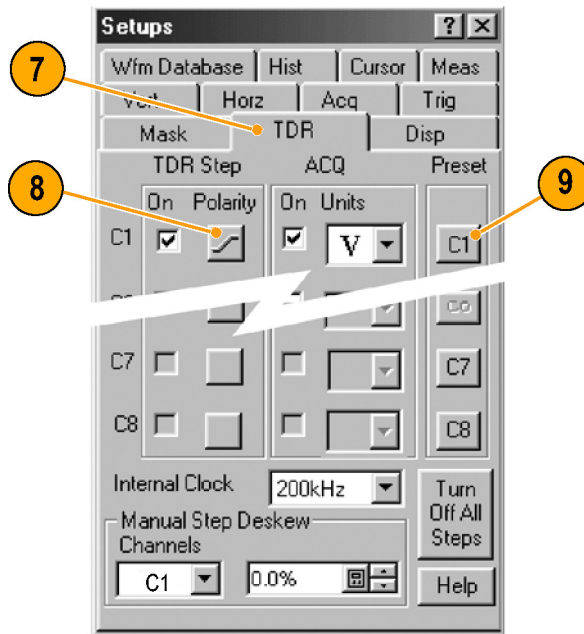 Setups ? ×
Wfm Database Hist Cursor Meas
7
Horz Acq Trig
Mask TDR Disp
TDR Step ACQ Preset
8
9
On Polarity On Units
C1 V C1
C7 C7
C8 C8
Internal Clock 200kHz Turn Off All Steps
Manual Step Deskew
Channels
C1 0.0% Help